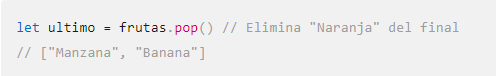 let ultimo = frutas.pop() // Elimina "Naranja" del final
// ["Manzana", "Banana"]